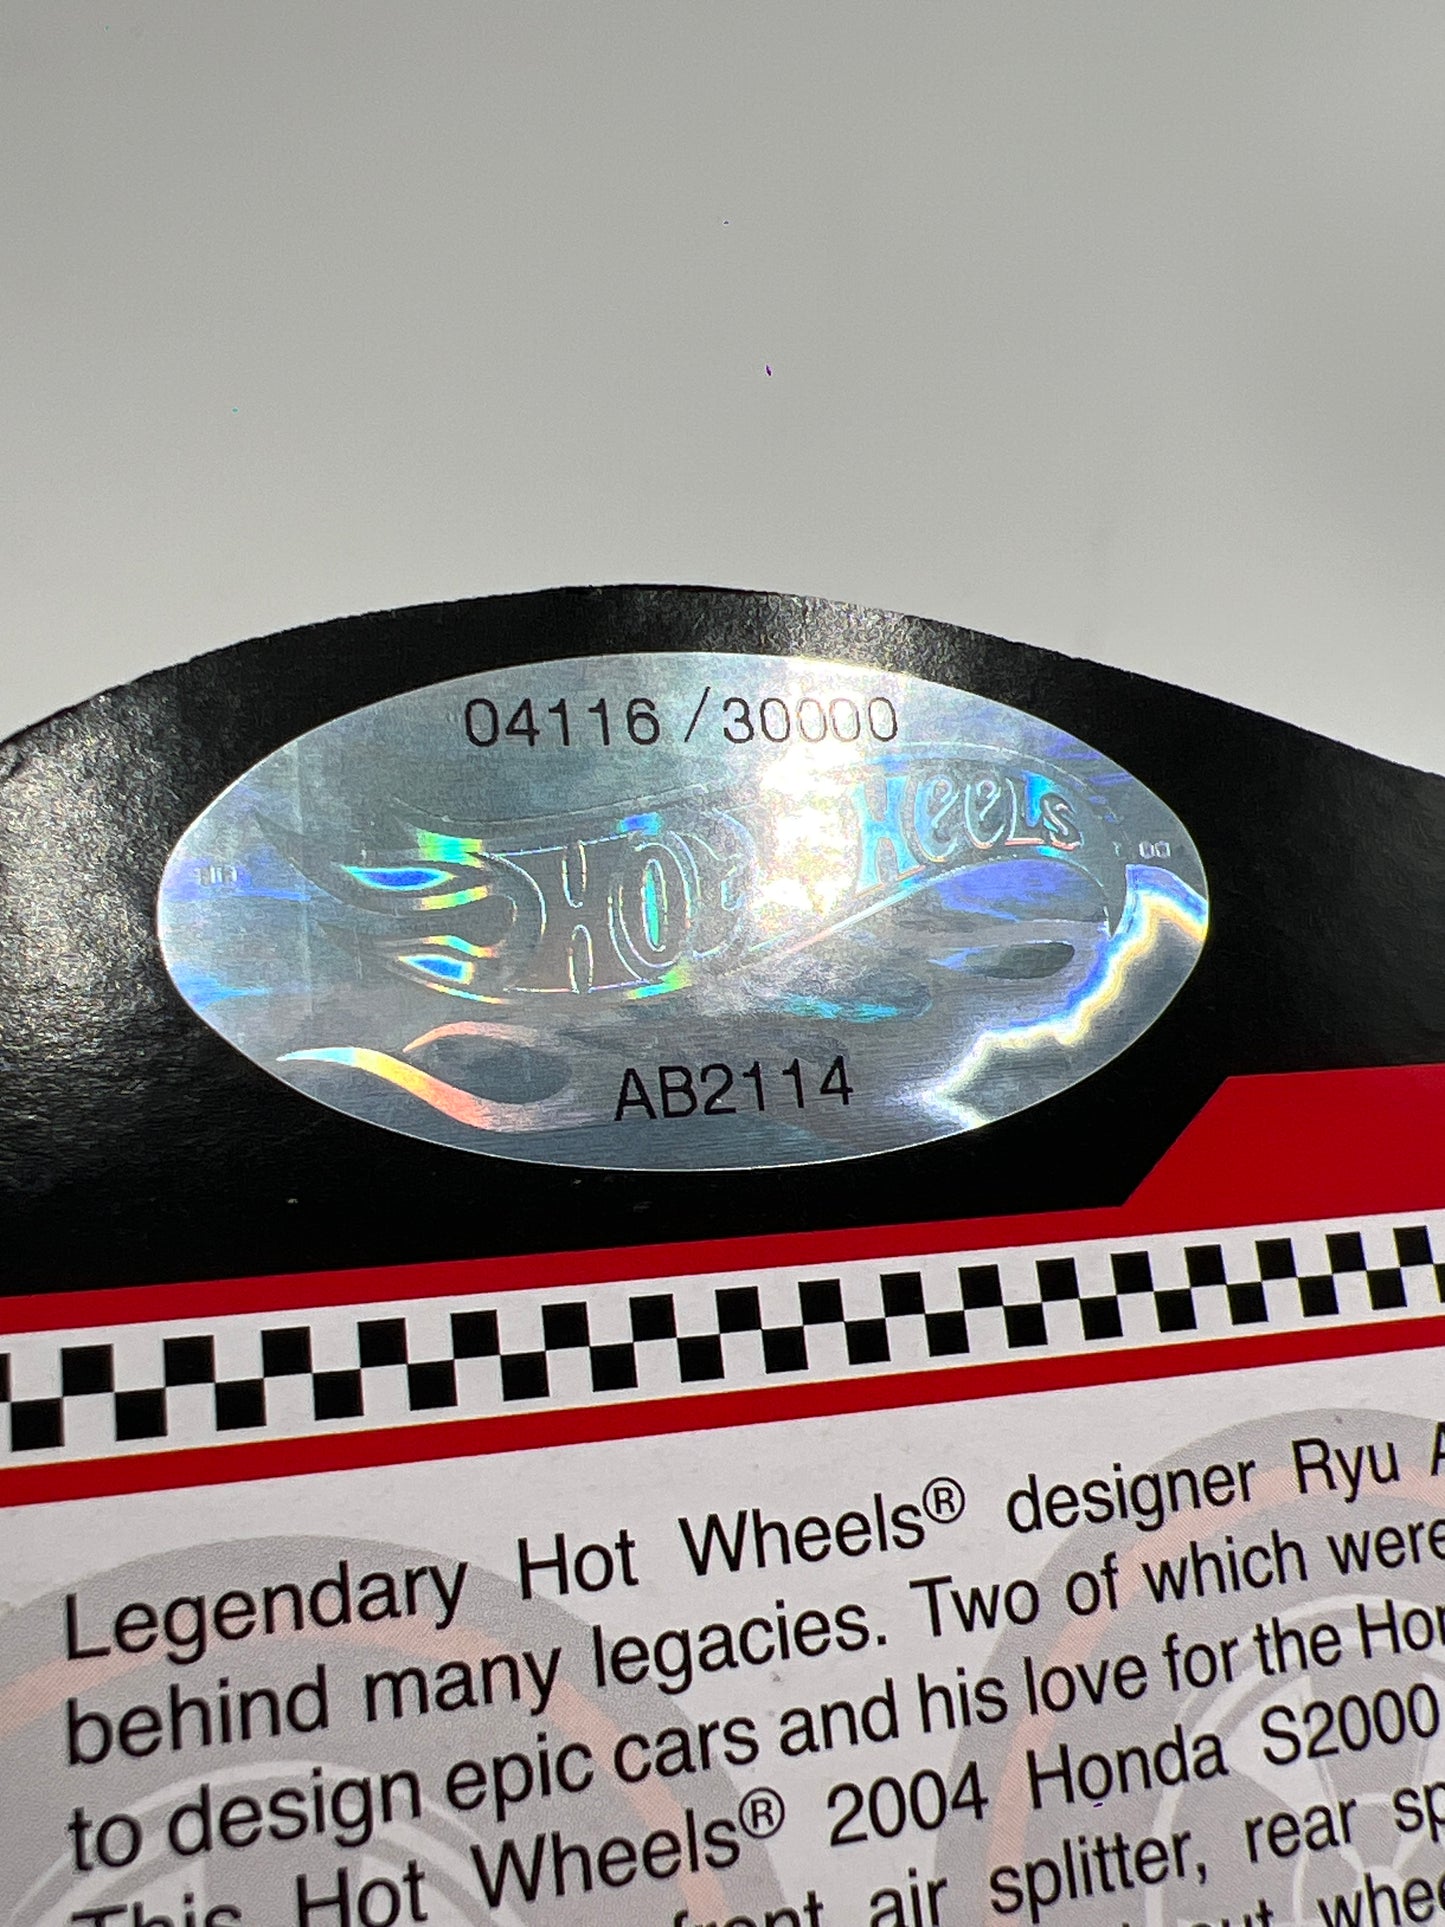 04116 / 30000
HOT WHEELS
AB2114
Legendary Hot Wheels® designer Ryu
behind many legacies. Two of which were
to design epic cars and his love for the
This Hot Wheels® 2004 Honda S2000
front air splitter, rear